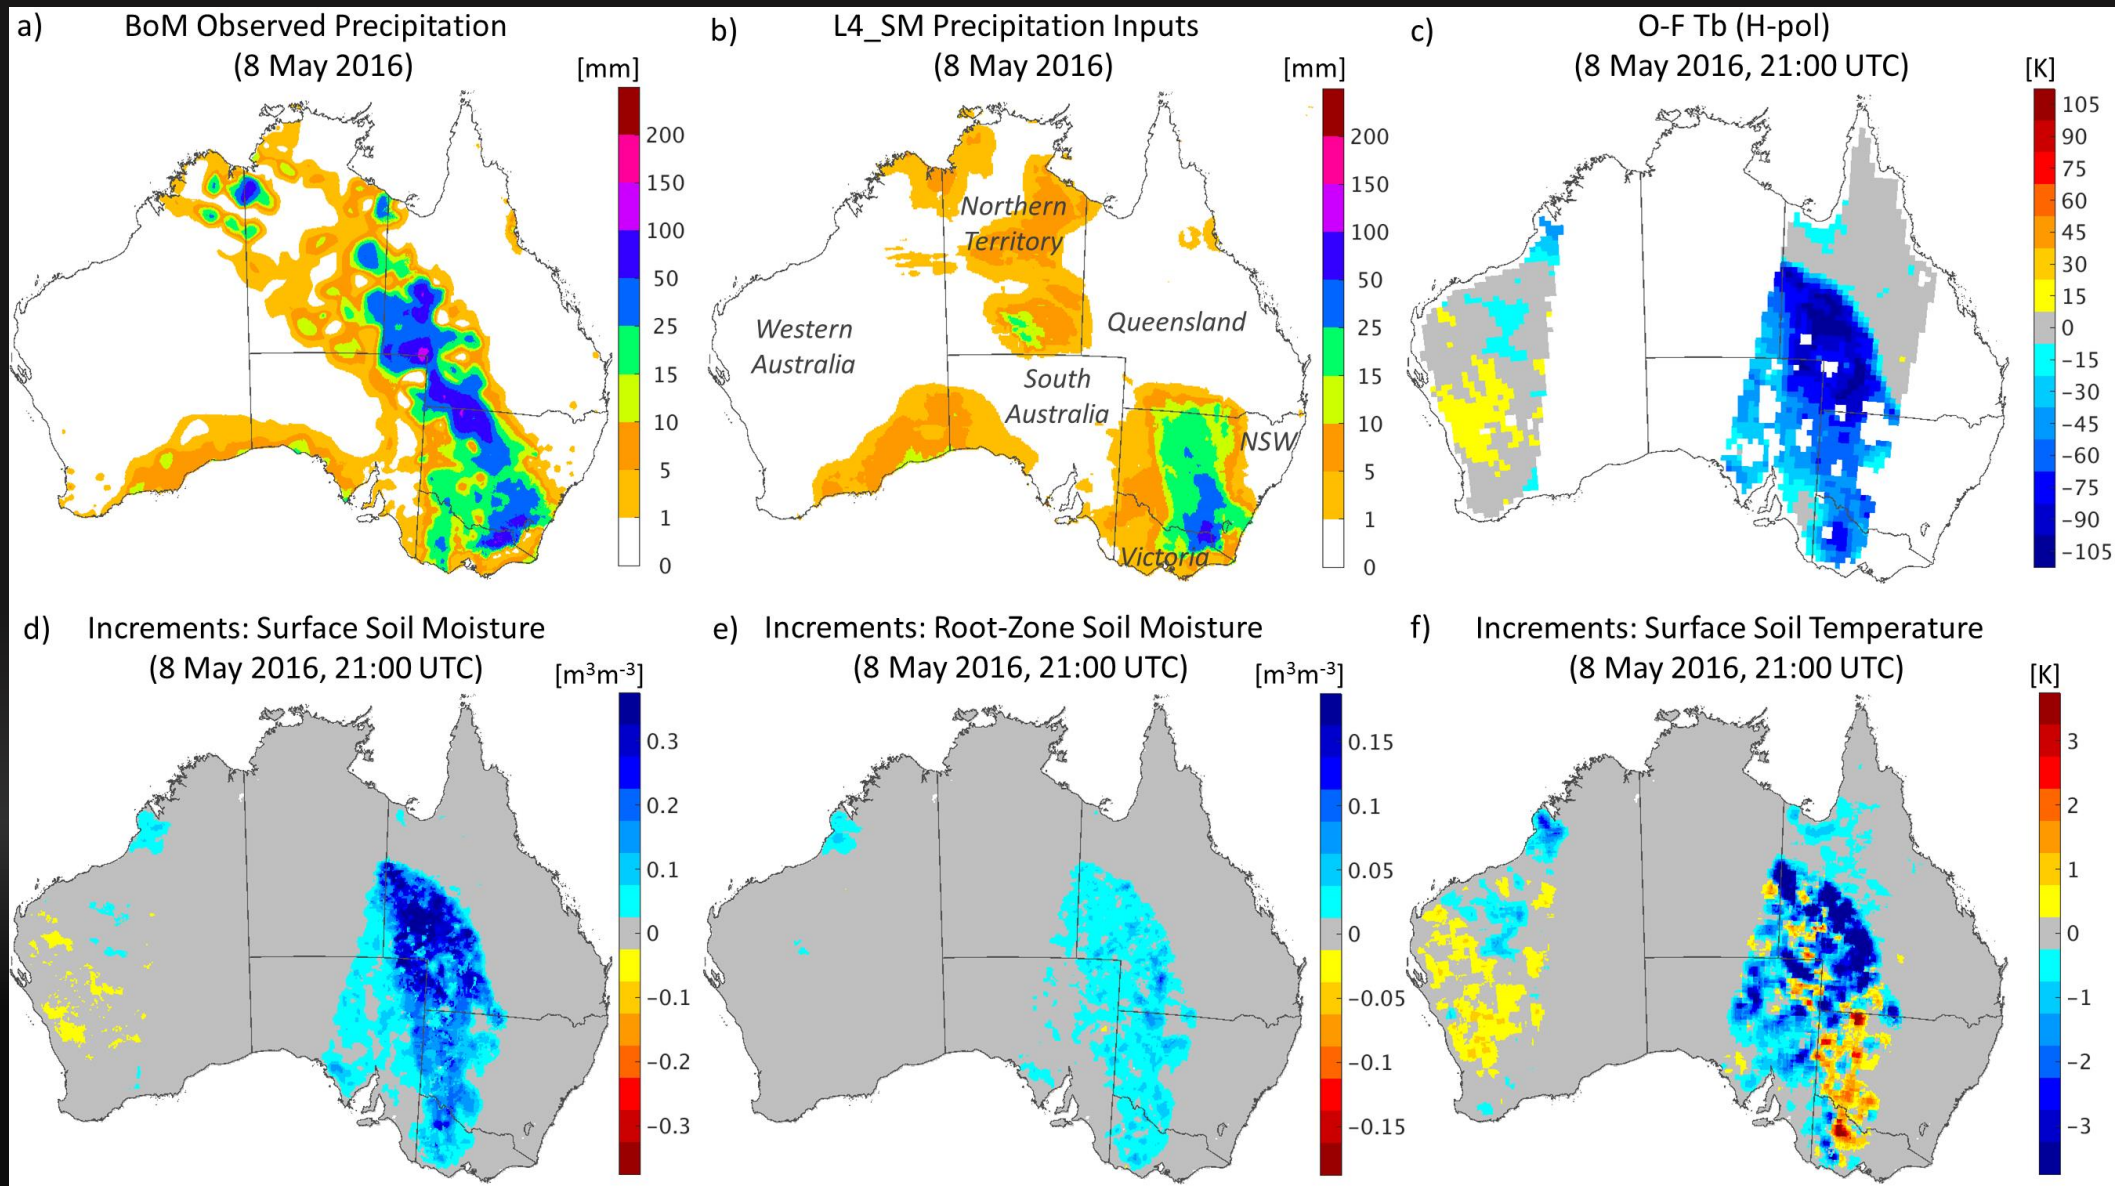 a)
BoM Observed Precipitation
(8 May 2016)
[mm]
200
150
100
50
25
15
10
5
1
0
b)
L4_SM Precipitation Inputs
(8 May 2016)
[mm]
Northern
Territory
Western
Australia
Queensland
South
Australia
NSW
Victoria
200
150
100
50
25
15
10
5
1
0
c)
O-F Tb (H-pol)
(8 May 2016, 21:00 UTC)
[K]
105
90
75
60
45
30
15
0
−15
−30
−45
−60
−75
−90
−105
d)
Increments: Surface Soil Moisture
(8 May 2016, 21:00 UTC)
[m³m⁻³]
0.3
0.2
0.1
0
−0.1
−0.2
−0.3
e)
Increments: Root-Zone Soil Moisture
(8 May 2016, 21:00 UTC)
[m³m⁻³]
0.15
0.1
0.05
0
−0.05
−0.1
−0.15
f)
Increments: Surface Soil Temperature
(8 May 2016, 21:00 UTC)
[K]
3
2
1
0
−1
−2
−3